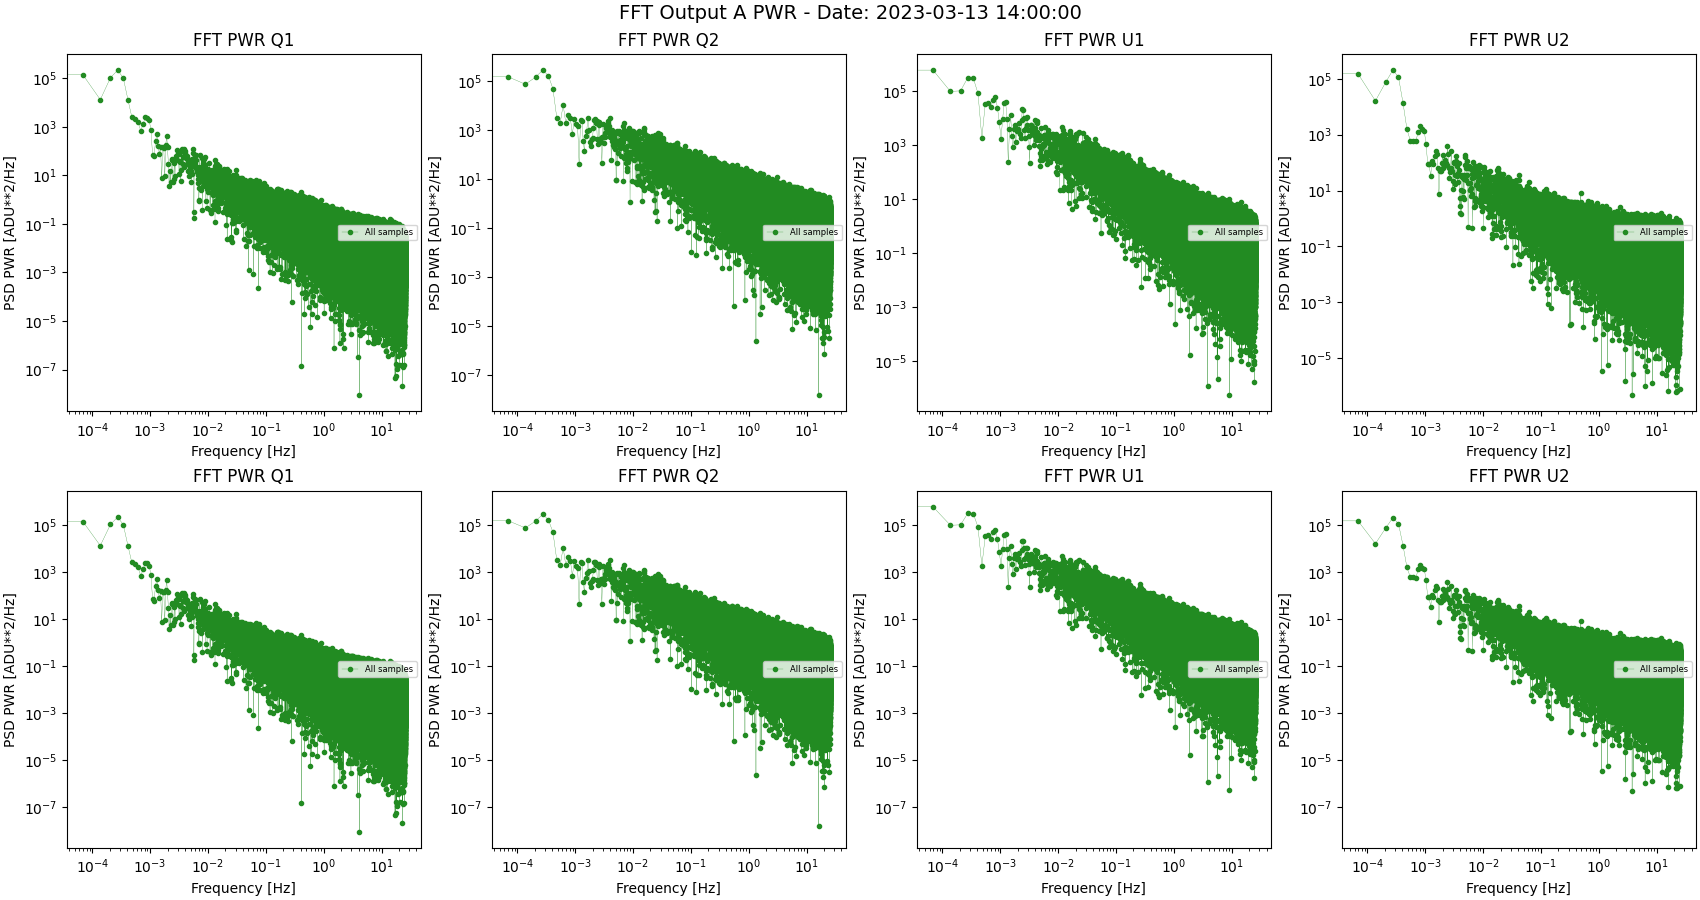 FFT Output A PWR - Date: 2023-03-13 14:00:00
FFT PWR Q1
PSD PWR [ADU**2/Hz]
10^5
10^3
10^1
10^-1
10^-3
10^-5
10^-7
All samples
10^-4 10^-3 10^-2 10^-1 10^0 10^1
Frequency [Hz]
FFT PWR Q2
PSD PWR [ADU**2/Hz]
10^5
10^3
10^1
10^-1
10^-3
10^-5
10^-7
All samples
10^-4 10^-3 10^-2 10^-1 10^0 10^1
Frequency [Hz]
FFT PWR U1
PSD PWR [ADU**2/Hz]
10^5
10^3
10^1
10^-1
10^-3
10^-5
All samples
10^-4 10^-3 10^-2 10^-1 10^0 10^1
Frequency [Hz]
FFT PWR U2
PSD PWR [ADU**2/Hz]
10^5
10^3
10^1
10^-1
10^-3
10^-5
All samples
10^-4 10^-3 10^-2 10^-1 10^0 10^1
Frequency [Hz]
FFT PWR Q1
PSD PWR [ADU**2/Hz]
10^5
10^3
10^1
10^-1
10^-3
10^-5
10^-7
All samples
10^-4 10^-3 10^-2 10^-1 10^0 10^1
Frequency [Hz]
FFT PWR Q2
PSD PWR [ADU**2/Hz]
10^5
10^3
10^1
10^-1
10^-3
10^-5
10^-7
All samples
10^-4 10^-3 10^-2 10^-1 10^0 10^1
Frequency [Hz]
FFT PWR U1
PSD PWR [ADU**2/Hz]
10^5
10^3
10^1
10^-1
10^-3
10^-5
10^-7
All samples
10^-4 10^-3 10^-2 10^-1 10^0 10^1
Frequency [Hz]
FFT PWR U2
PSD PWR [ADU**2/Hz]
10^5
10^3
10^1
10^-1
10^-3
10^-5
10^-7
All samples
10^-4 10^-3 10^-2 10^-1 10^0 10^1
Frequency [Hz]